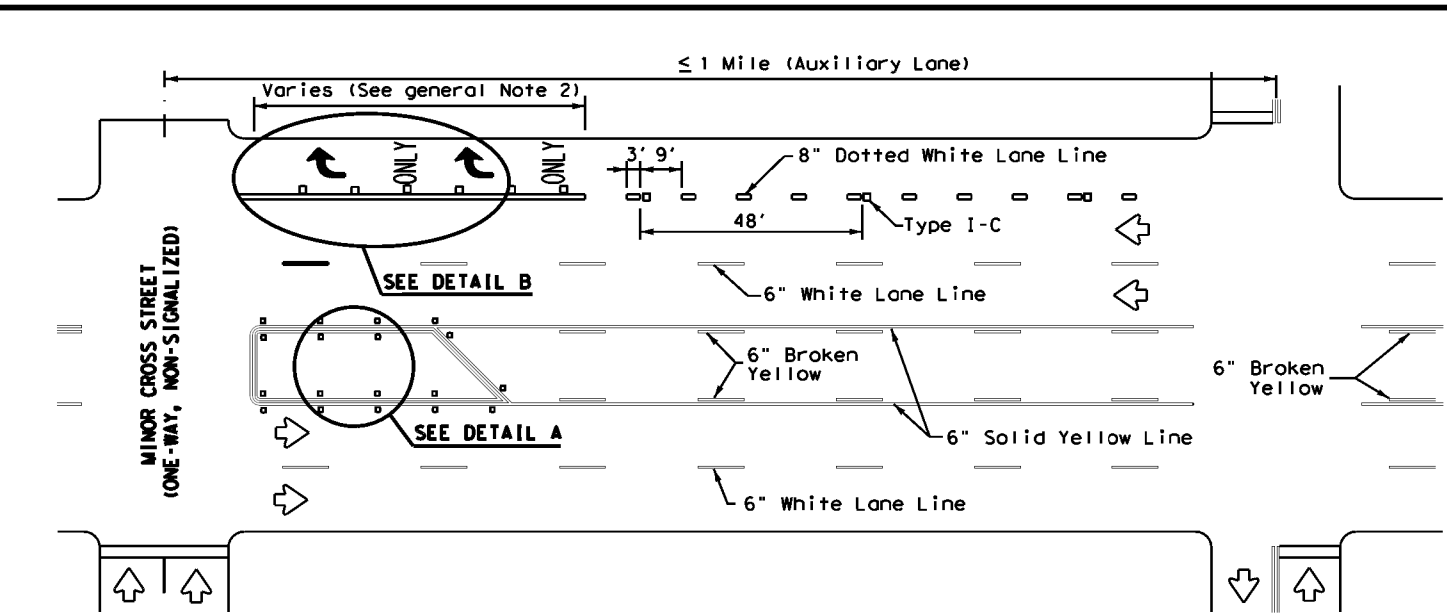 ≤ 1 Mile (Auxiliary Lane)
Varies (See general Note 2)
ONLY
ONLY
3' 9'
8" Dotted White Lane Line
48'
Type I-C
SEE DETAIL B
6" White Lane Line
MINOR CROSS STREET
(ONE-WAY, NON-SIGNALIZED)
6" Broken
Yellow
6" Broken
Yellow
SEE DETAIL A
6" Solid Yellow Line
6" White Lane Line